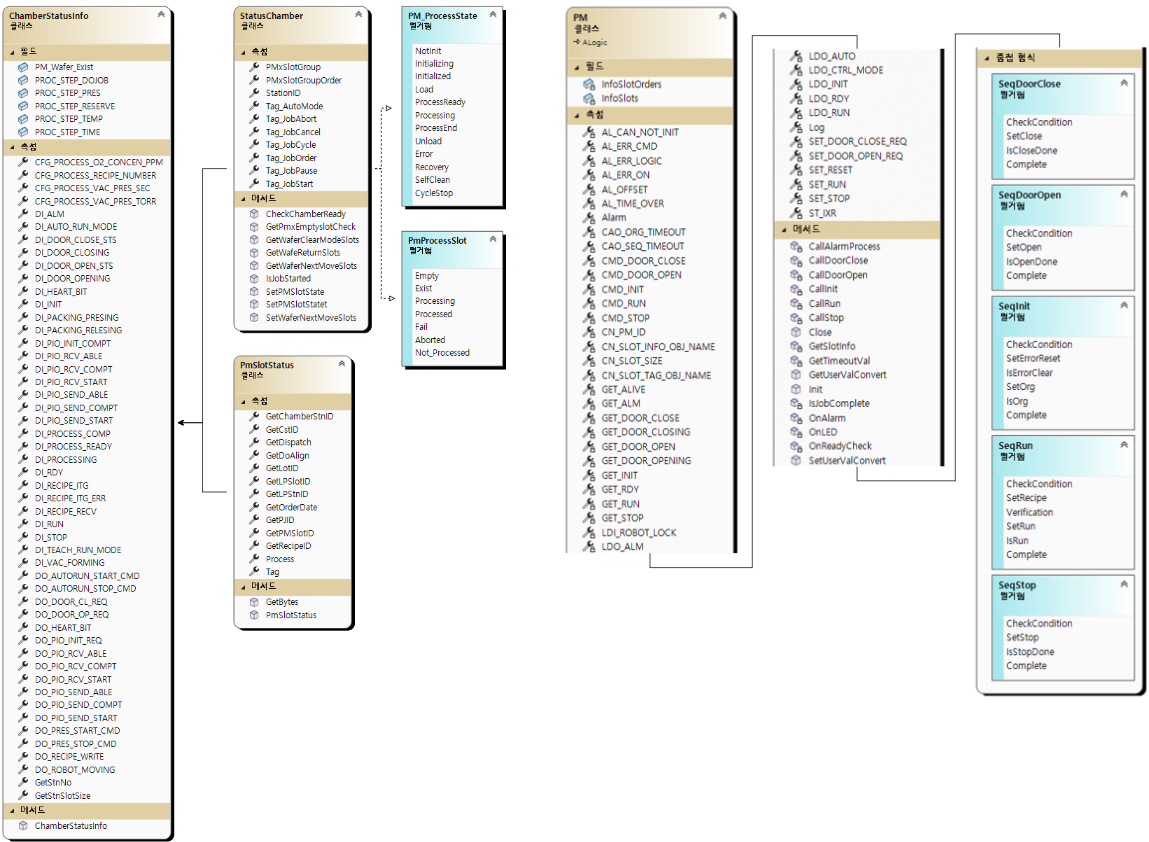 ChamberStatusInfo
클래스
필드
PM_Wafer_Exist
PROC_STEP_DOJOB
PROC_STEP_PRES
PROC_STEP_RESERVE
PROC_STEP_TEMP
PROC_STEP_TIME
속성
CFG_PROCESS_O2_CONCEN_PPM
CFG_PROCESS_RECIPE_NUMBER
CFG_PROCESS_VAC_PRES_SEC
CFG_PROCESS_VAC_PRES_TORR
DI_ALM
DI_AUTO_RUN_MODE
DI_DOOR_CLOSE_STS
DI_DOOR_CLOSING
DI_DOOR_OPEN_STS
DI_DOOR_OPENING
DI_HEART_BIT
DI_INIT
DI_PACKING_PRESING
DI_PACKING_RELESING
DI_PIO_INIT_COMPT
DI_PIO_RCV_ABLE
DI_PIO_RCV_COMPT
DI_PIO_RCV_START
DI_PIO_SEND_ABLE
DI_PIO_SEND_COMPT
DI_PIO_SEND_START
DI_PROCESS_COMP
DI_PROCESS_READY
DI_PROCESSING
DI_RDY
DI_RECIPE_ITG
DI_RECIPE_ITG_ERR
DI_RECIPE_RECV
DI_RUN
DI_STOP
DI_TEACH_RUN_MODE
DI_VAC_FORMING
DO_AUTORUN_START_CMD
DO_AUTORUN_STOP_CMD
DO_DOOR_CL_REQ
DO_DOOR_OP_REQ
DO_HEART_BIT
DO_PIO_INIT_REQ
DO_PIO_RCV_ABLE
DO_PIO_RCV_COMPT
DO_PIO_RCV_START
DO_PIO_SEND_ABLE
DO_PIO_SEND_COMPT
DO_PIO_SEND_START
DO_PRES_START_CMD
DO_PRES_STOP_CMD
DO_RECIPE_WRITE
DO_ROBOT_MOVING
GetStnNo
GetStnSlotSize
메서드
ChamberStatusInfo
StatusChamber
클래스
속성
PMxSlotGroup
PMxSlotGroupOrder
StationID
Tag_AutoMode
Tag_JobAbort
Tag_JobCancel
Tag_JobCycle
Tag_JobOrder
Tag_JobPause
Tag_JobStart
메서드
CheckChamberReady
GetPmxEmptyslotCheck
GetWaferClearModeSlots
GetWafeReturnSlots
GetWaferNextMoveSlots
IsJobStarted
SetPMSlotState
SetPMSlotStatet
SetWaferNextMoveSlots
PmSlotStatus
클래스
속성
GetChamberStnID
GetCstID
GetDispatch
GetDoAlign
GetLotID
GetLPSlotID
GetLPStnID
GetOrderDate
GetPJID
GetPMSlotID
GetRecipeID
Process
Tag
메서드
GetBytes
PmSlotStatus
PM_ProcessState
열거형
NotInit
Initializing
Initialized
Load
ProcessReady
Processing
ProcessEnd
Unload
Error
Recovery
SelfClean
CycleStop
PmProcessSlot
열거형
Empty
Exist
Processing
Processed
Fail
Aborted
Not_Processed
PM
클래스
ALogic
필드
InfoSlotOrders
InfoSlots
속성
AL_CAN_NOT_INIT
AL_ERR_CMD
AL_ERR_LOGIC
AL_ERR_ON
AL_OFFSET
AL_TIME_OVER
Alarm
CAO_ORG_TIMEOUT
CAO_SEQ_TIMEOUT
CMD_DOOR_CLOSE
CMD_DOOR_OPEN
CMD_INIT
CMD_RUN
CMD_STOP
CN_PM_ID
CN_SLOT_INFO_OBJ_NAME
CN_SLOT_SIZE
CN_SLOT_TAG_OBJ_NAME
GET_ALIVE
GET_ALM
GET_DOOR_CLOSE
GET_DOOR_CLOSING
GET_DOOR_OPEN
GET_DOOR_OPENING
GET_INIT
GET_RDY
GET_RUN
GET_STOP
LDI_ROBOT_LOCK
LDO_ALM
LDO_AUTO
LDO_CTRL_MODE
LDO_INIT
LDO_RDY
LDO_RUN
Log
SET_DOOR_CLOSE_REQ
SET_DOOR_OPEN_REQ
SET_RESET
SET_RUN
SET_STOP
ST_IXR
메서드
CallAlarmProcess
CallDoorClose
CallDoorOpen
CallInit
CallRun
CallStop
Close
GetSlotInfo
GetTimeoutVal
GetUserValConvert
Init
IsJobComplete
OnAlarm
OnLED
OnReadyCheck
SetUserValConvert
중첩 형식
SeqDoorClose
열거형
CheckCondition
SetClose
IsCloseDone
Complete
SeqDoorOpen
열거형
CheckCondition
SetOpen
IsOpenDone
Complete
SeqInit
열거형
CheckCondition
SetErrorReset
IsErrorClear
SetOrg
IsOrg
Complete
SeqRun
열거형
CheckCondition
SetRecipe
Verification
SetRun
IsRun
Complete
SeqStop
열거형
CheckCondition
SetStop
IsStopDone
Complete